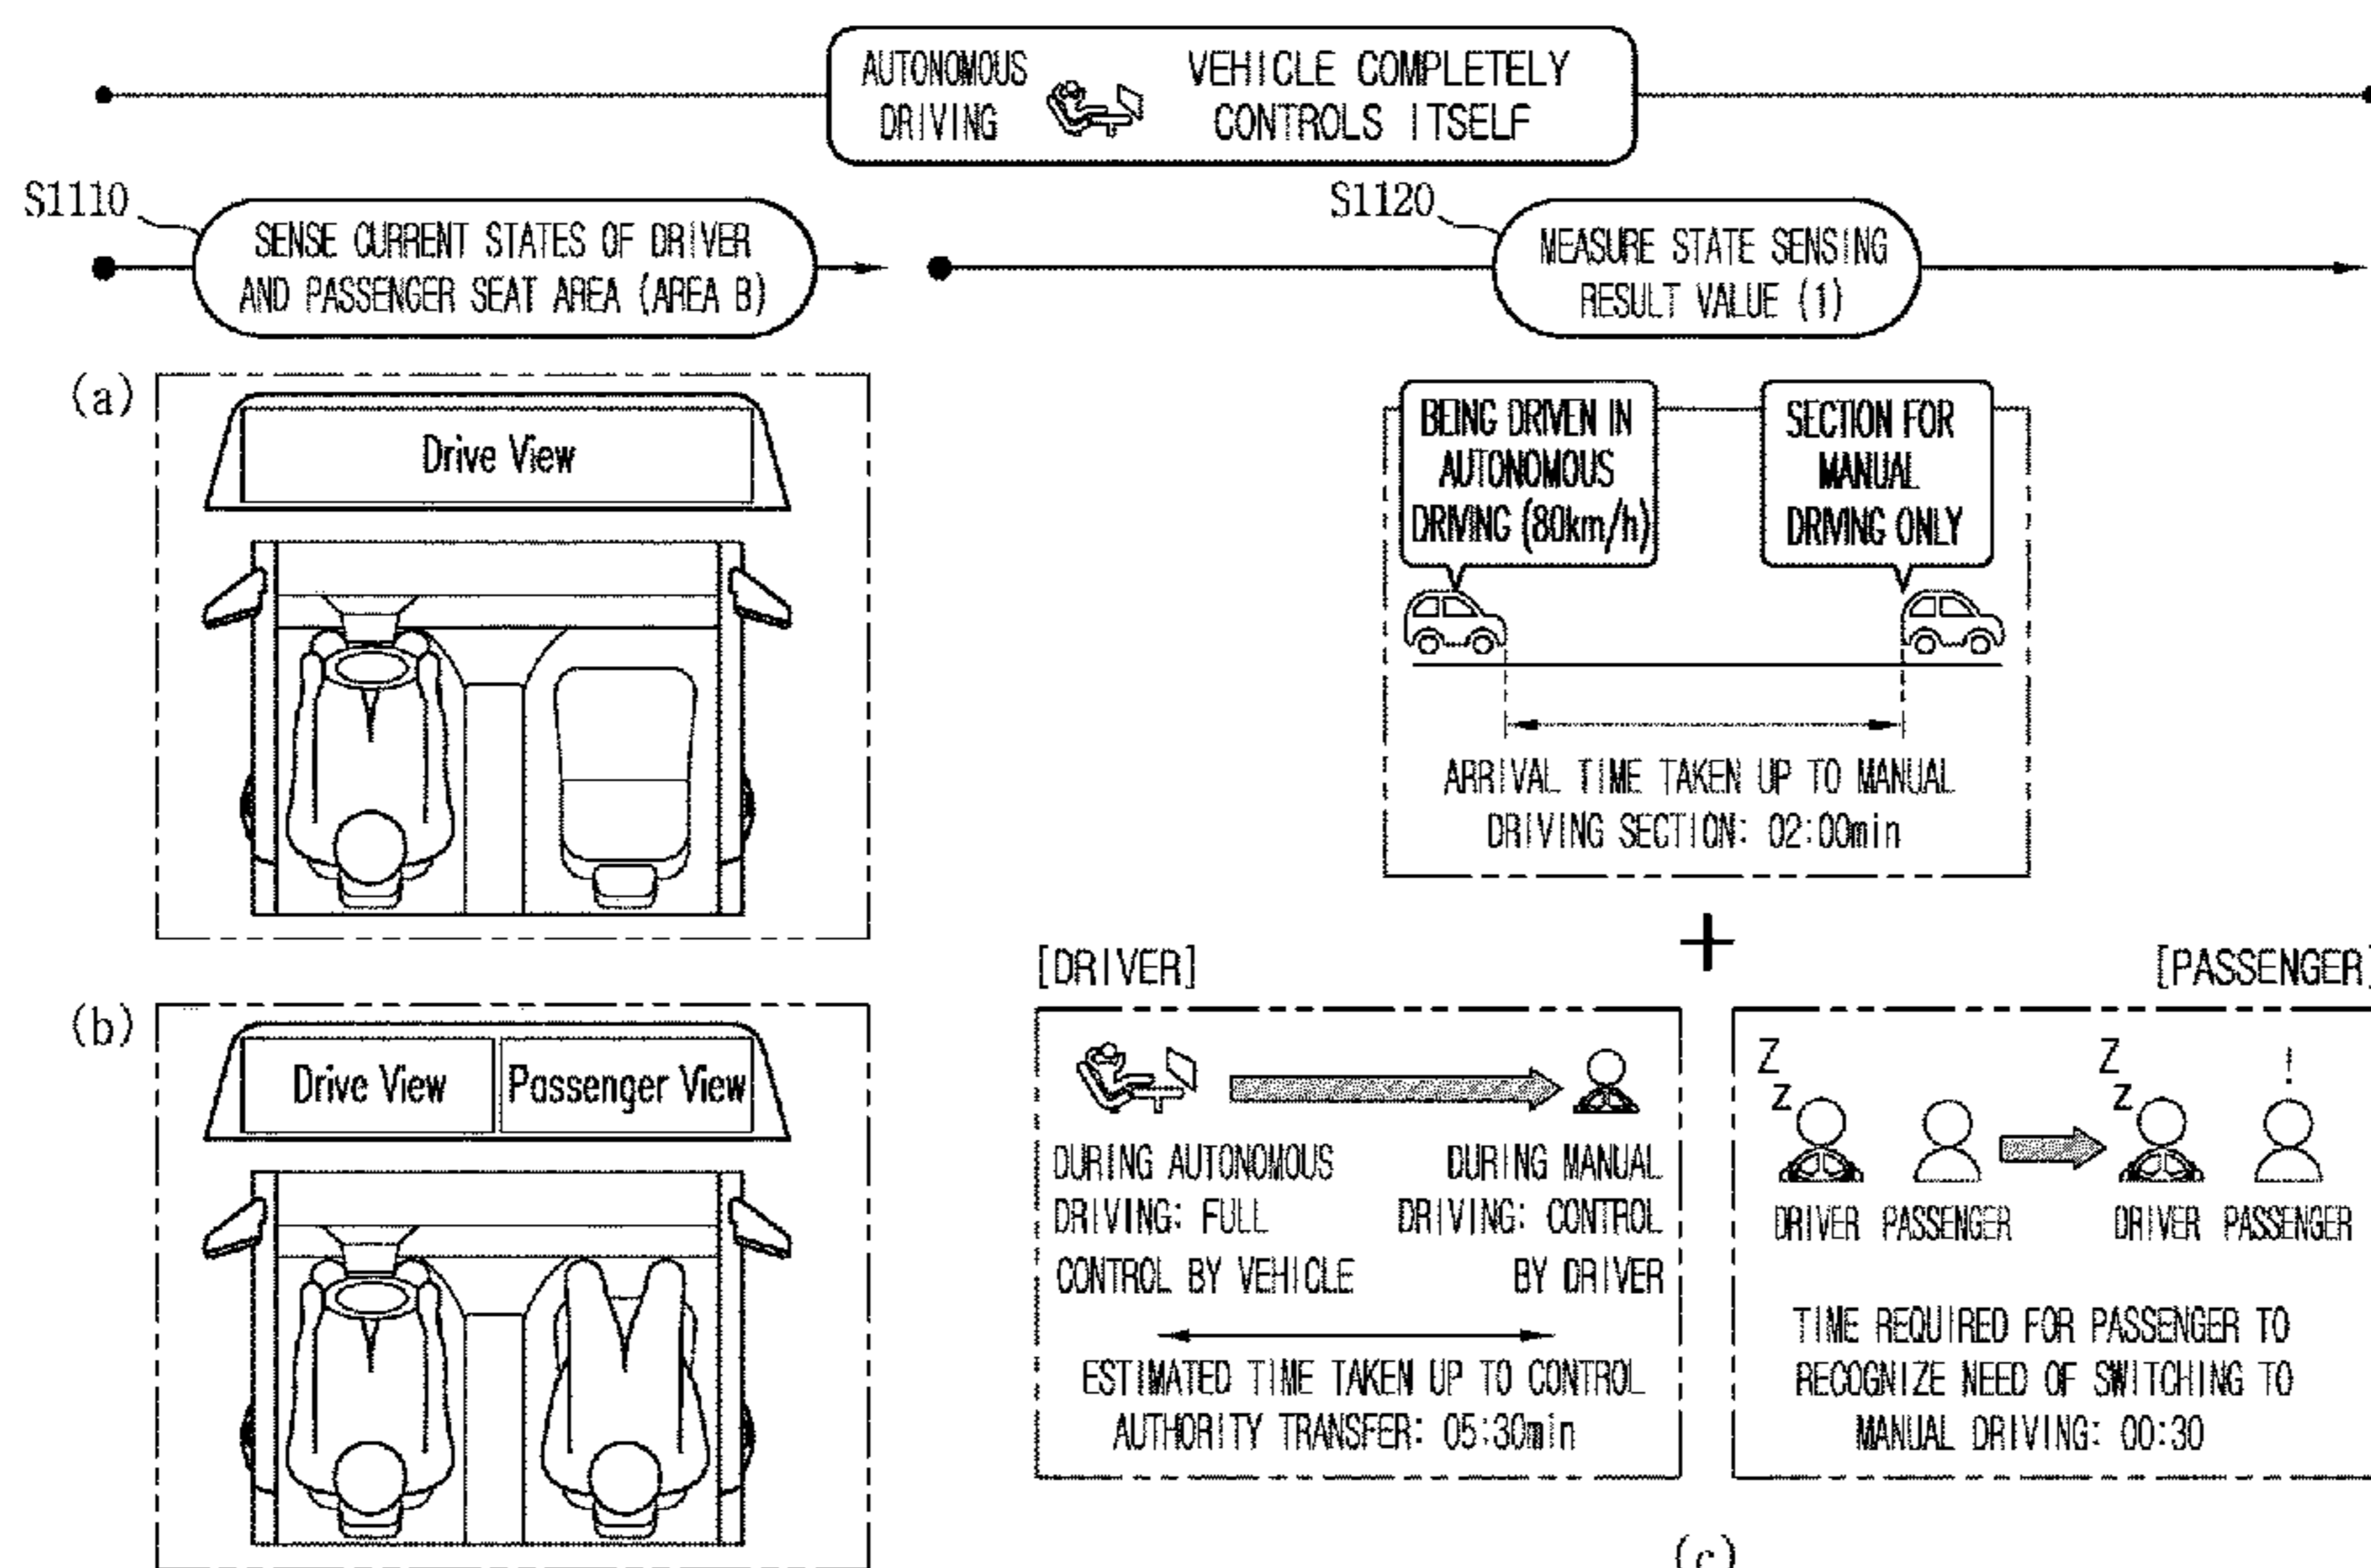 AUTONOMOUS
DRIVING
VEHICLE COMPLETELY
CONTROLS ITSELF
S1110
SENSE CURRENT STATES OF DRIVER
AND PASSENGER SEAT AREA (AREA B)
S1120
MEASURE STATE SENSING
RESULT VALUE (1)
(a)
Drive View
BEING DRIVEN IN
AUTONOMOUS
DRIVING (80km/h)
SECTION FOR
MANUAL
DRIVING ONLY
ARRIVAL TIME TAKEN UP TO MANUAL
DRIVING SECTION: 02:00min
+
(b)
Drive View
Passenger View
[DRIVER]
DURING AUTONOMOUS
DRIVING: FULL
CONTROL BY VEHICLE
DURING MANUAL
DRIVING: CONTROL
BY DRIVER
ESTIMATED TIME TAKEN UP TO CONTROL
AUTHORITY TRANSFER: 05:30min
[PASSENGER]
Z
z
Z
z
!
DRIVER PASSENGER
DRIVER PASSENGER
TIME REQUIRED FOR PASSENGER TO
RECOGNIZE NEED OF SWITCHING TO
MANUAL DRIVING: 00:30
(c)